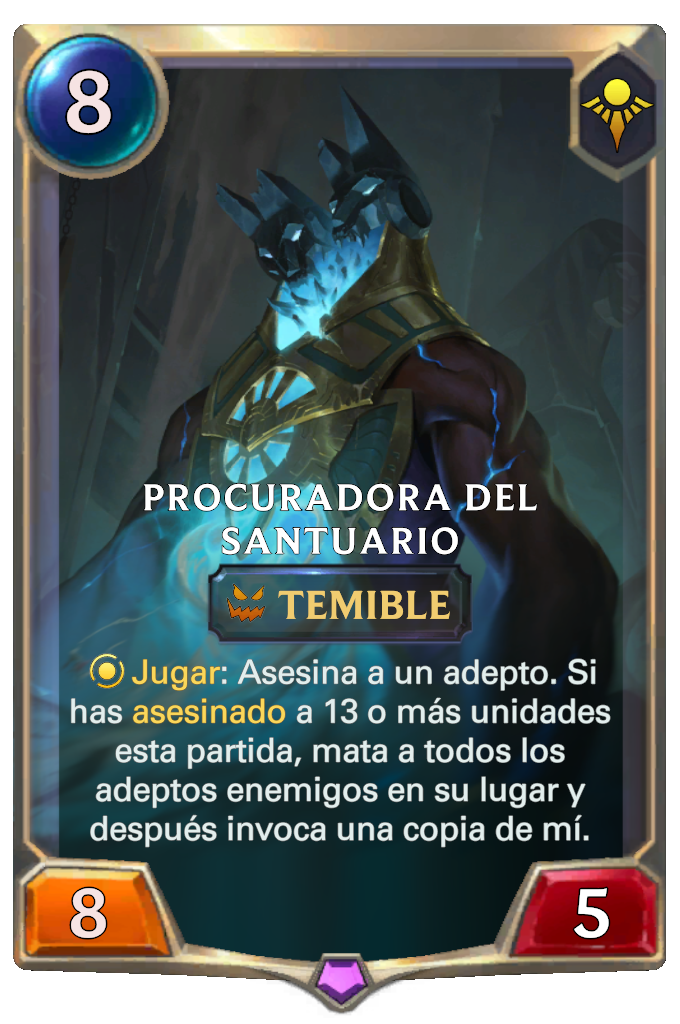 8
PROCURADORA DEL
SANTUARIO
TEMIBLE
Jugar: Asesina a un adepto. Si
has asesinado a 13 o más unidades
esta partida, mata a todos los
adeptos enemigos en su lugar y
después invoca una copia de mí.
8
5